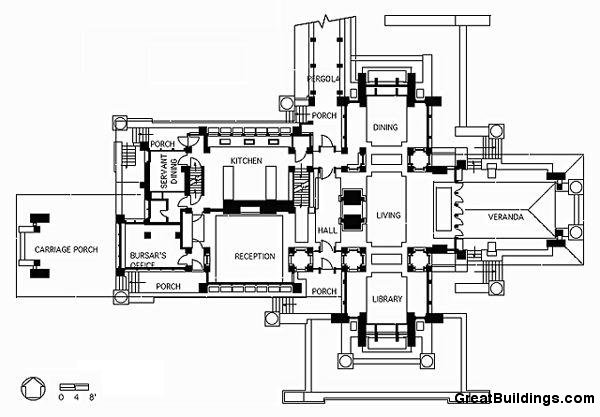 PERGOLA
PORCH
DINING
PORCH
SERVANT
DINING
KITCHEN
HALL
LIVING
VERANDA
CARRIAGE PORCH
BURSAR'S
OFFICE
RECEPTION
PORCH
PORCH
LIBRARY
0 4 8'
GreatBuildings.com